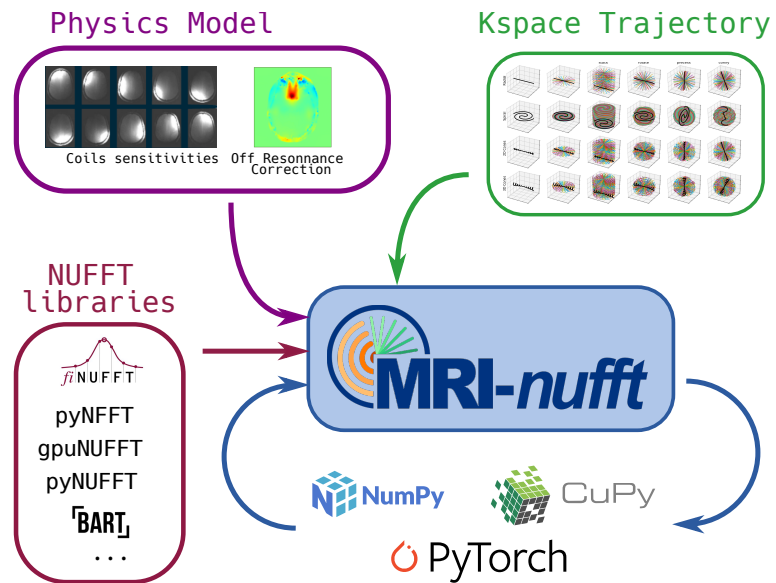 Physics Model
Kspace Trajectory
Coils sensitivities
Off Resonnance
Correction
NUFFT
libraries
fiNUFFT
pyNFFT
gpuNUFFT
pyNUFFT
BART
...
MRI-nufft
NumPy
CuPy
PyTorch